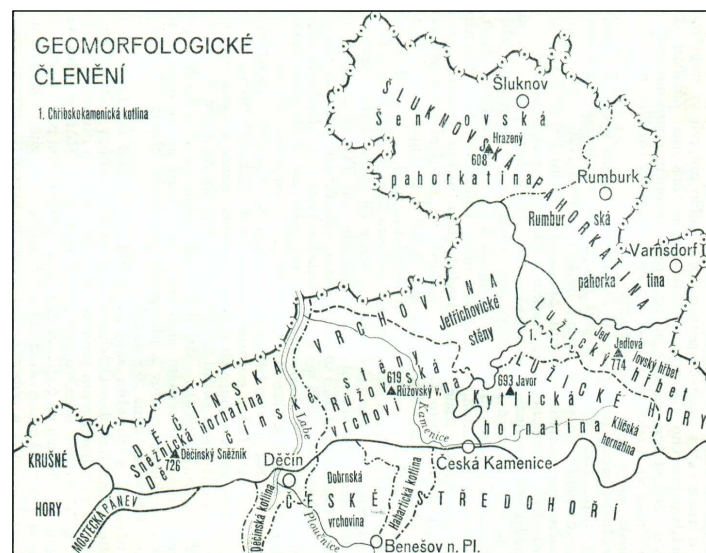 GEOMORFOLOGICKÉ
ČLENĚNÍ
1. Chřibskokamenická kotlina
Šluknov
ŠLUKNOVSKÁ PAHORKATINA
Šenovská
pahorkatina
Hrazený
608
Rumburk
Rumburská
pahorkatina
Varnsdorf
DĚČÍNSKÁ VRCHOVINA
Jetřichovické
stěny
LUŽICKÉ HORY
Lužický hřbet
1.
Jedlovský hřbet
Jedlová
774
693 Javor
Kytlická
hornatina
Klíčská
hornatina
Děčínské stěny
Růžovská
vrchovina
619
Růžovský v.
Kamenice
Labe
Sněžnická hornatina
Děčínský Sněžník
726
KRUŠNÉ
HORY
MOSTECKÁ PÁNEV
Děčín
Česká Kamenice
ČESKÉ STŘEDOHOŘÍ
Děčínská kotlina
Dobrnská
vrchovina
Habartická kotlina
Ploučnice
Benešov n. Pl.